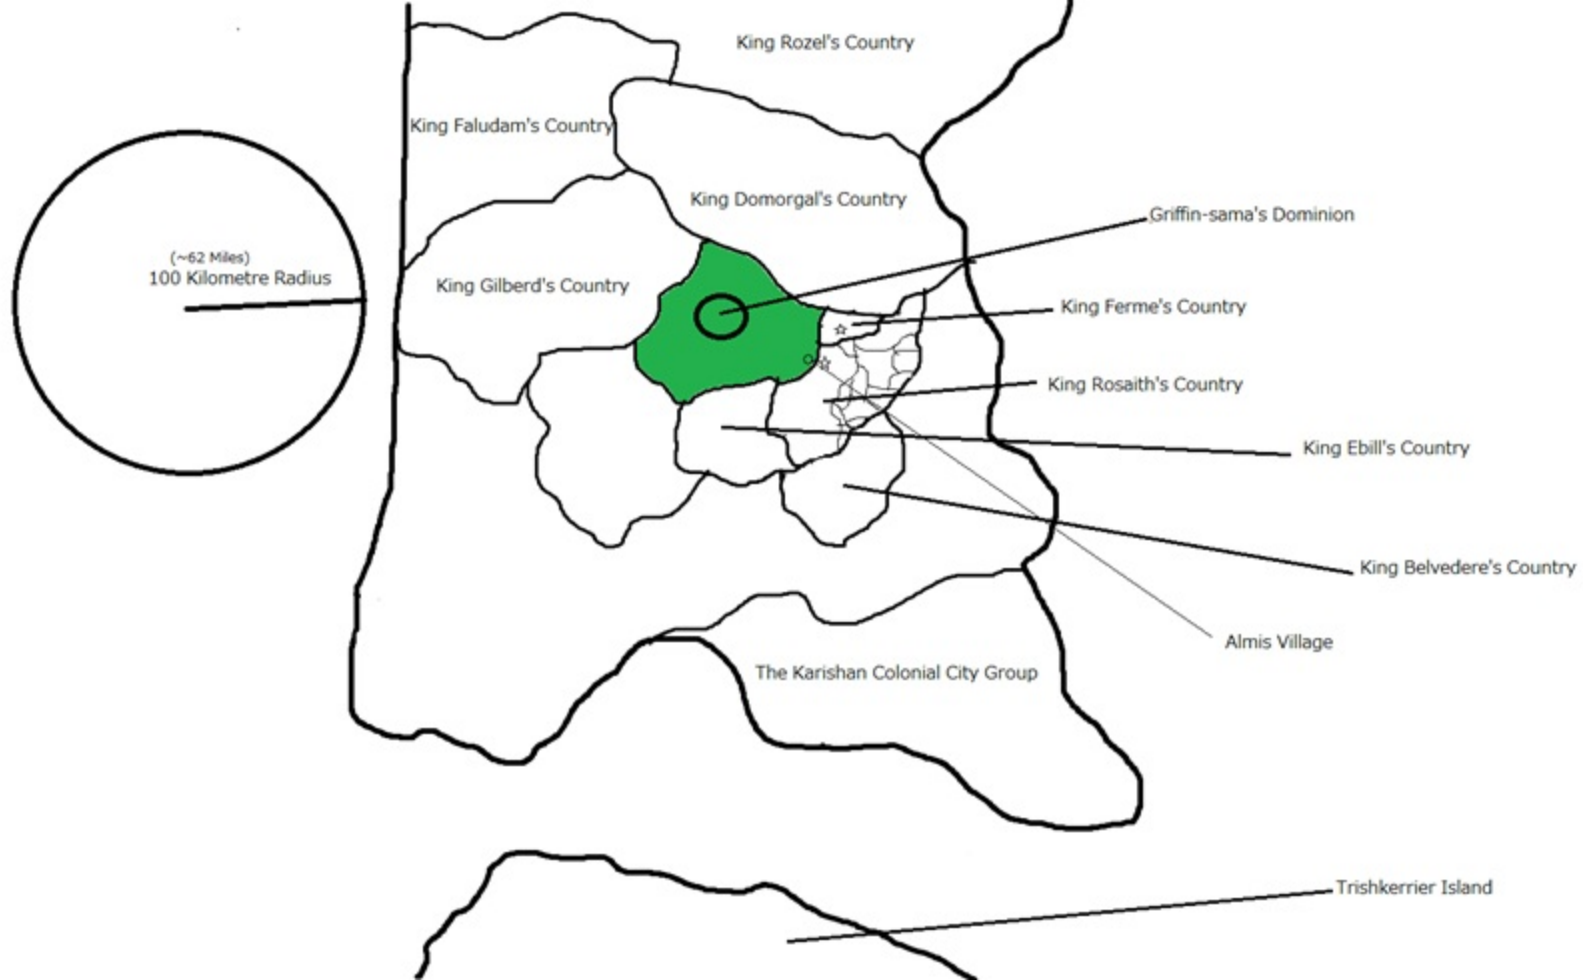 King Rozel's Country
King Faludam's Country
King Domorgal's Country
Griffin-sama's Dominion
(~62 Miles)
100 Kilometre Radius
King Gilberd's Country
King Ferme's Country
King Rosaith's Country
King Ebill's Country
King Belvedere's Country
Almis Village
The Karishan Colonial City Group
Trishkerrier Island